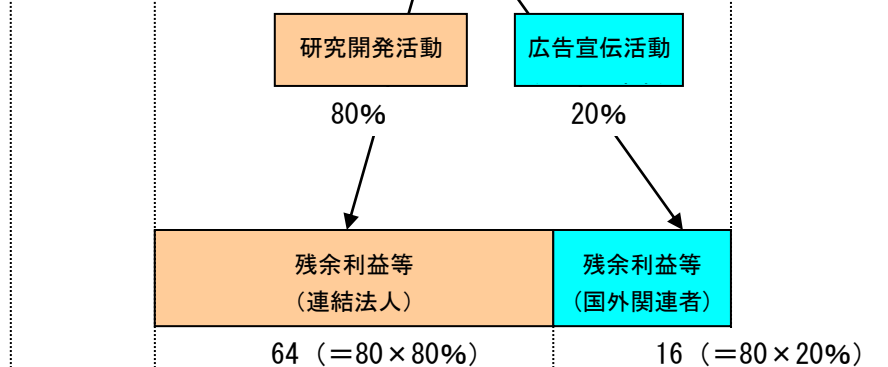 研究開発活動
広告宣伝活動
80%
20%
残余利益等
(連結法人)
残余利益等
(国外関連者)
64(=80×80%)
16(=80×20%)